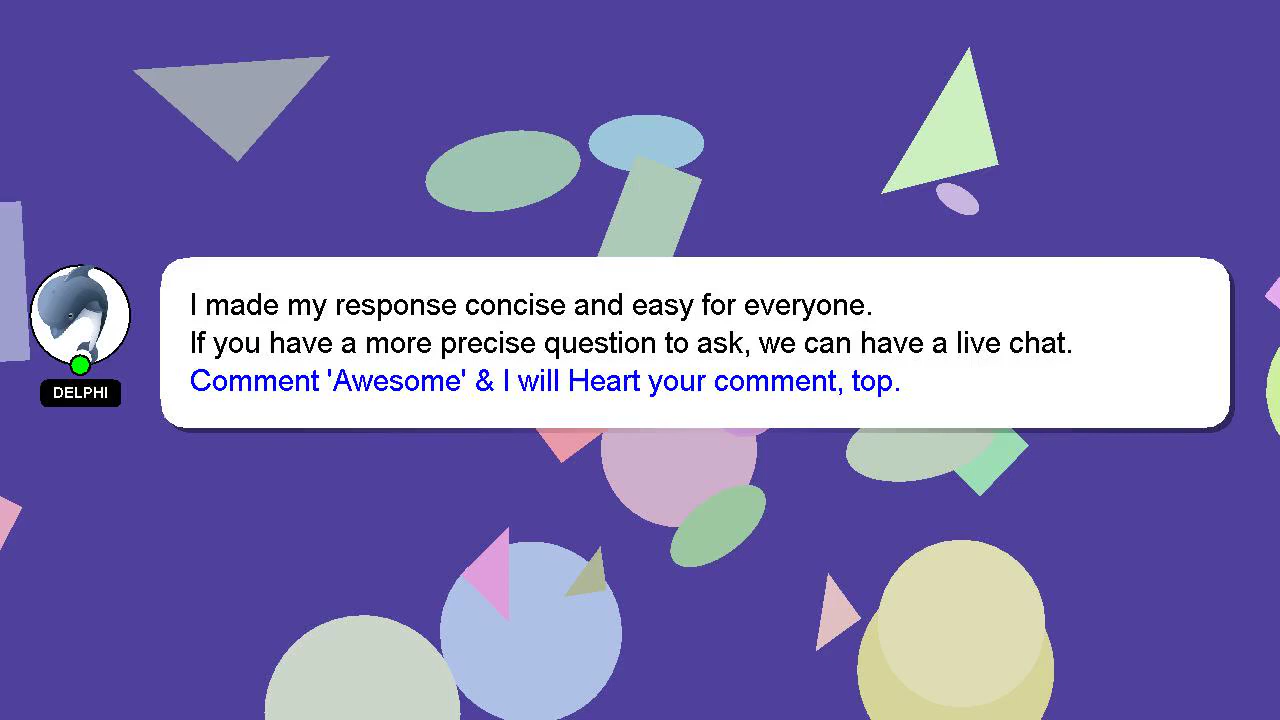 I made my response concise and easy for everyone.
If you have a more precise question to ask, we can have a live chat.
Comment 'Awesome' & I will Heart your comment, top.
DELPHI